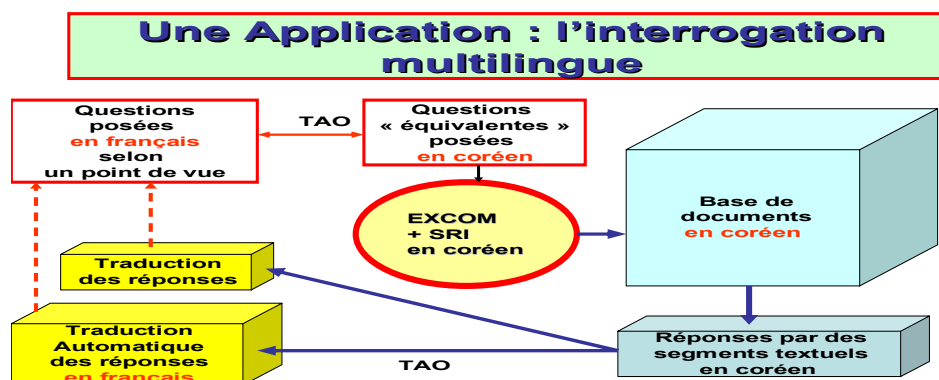 Une Application : l'interrogation
multilingue
Questions
posées
en français
selon
un point de vue
TAO
Questions
« équivalentes »
posées
en coréen
EXCOM
+ SRI
en coréen
Base de
documents
en coréen
Traduction
des réponses
Traduction
Automatique
des réponses
en français
TAO
Réponses par des
segments textuels
en coréen